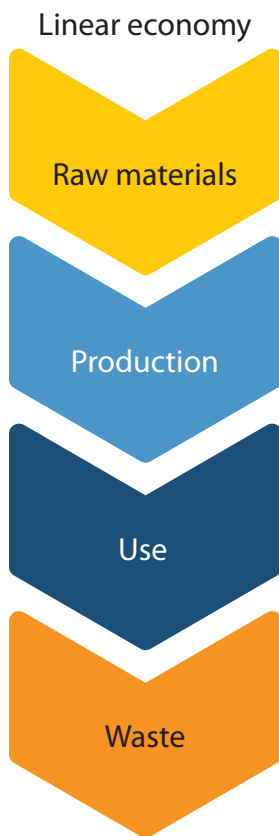 Linear economy
Raw materials
Production
Use
Waste